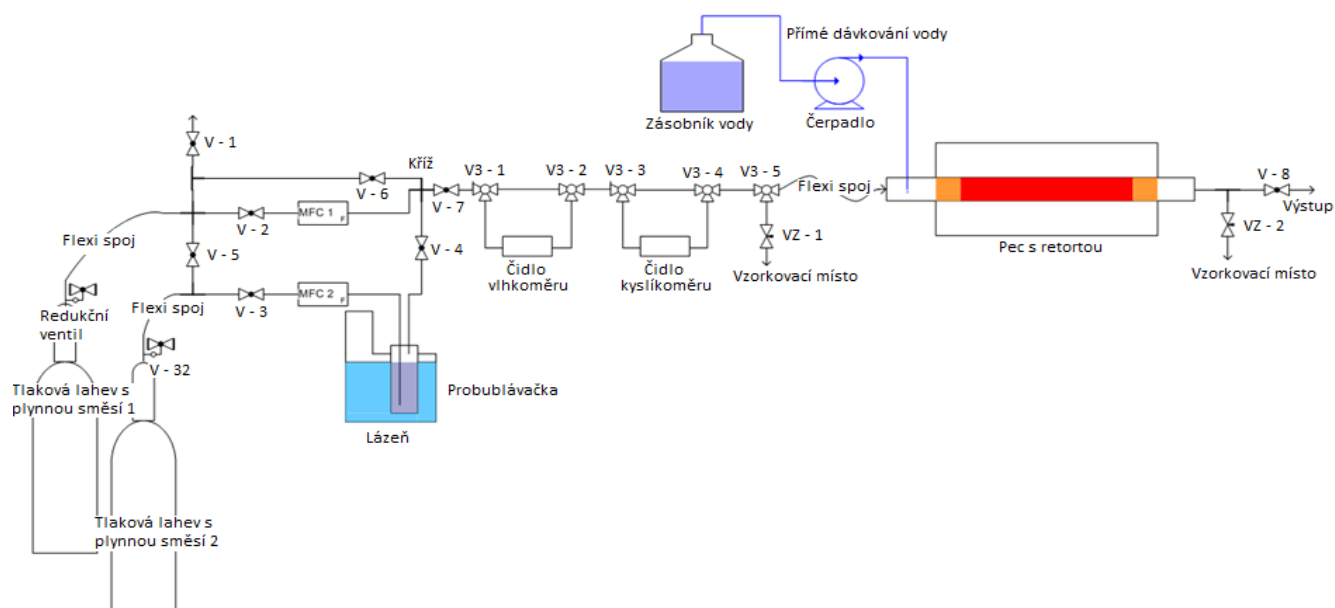 Přímé dávkování vody
Zásobník vody
Čerpadlo
V - 1
Kříž
V3 - 1
V3 - 2
V3 - 3
V3 - 4
V3 - 5
V - 8
V - 6
V - 7
Flexi spoj
Výstup
MFC 1
F
V - 2
Flexi spoj
V - 5
V - 4
VZ - 1
VZ - 2
Pec s retortou
Čidlo
vlhkoměru
Čidlo
kyslíkoměru
Vzorkovací místo
Vzorkovací místo
MFC 2
F
Flexi spoj
V - 3
Redukční
ventil
V - 32
Tlaková lahev s
plynnou směsí 1
Probublávačka
Lázeň
Tlaková lahev s
plynnou směsí 2